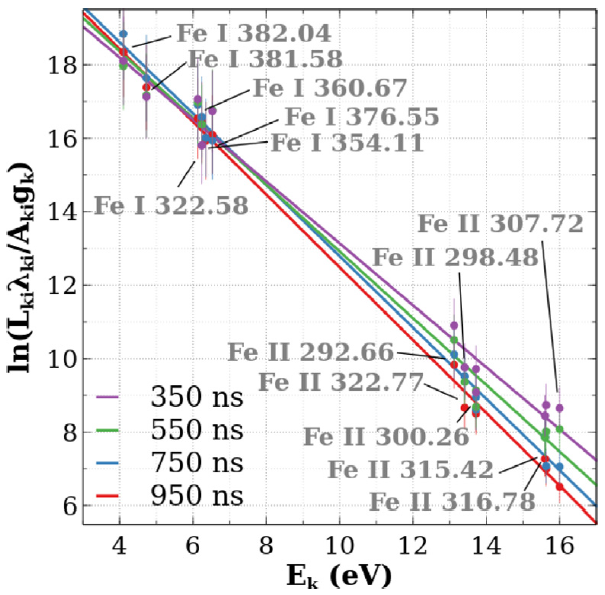 Fe I 382.04
Fe I 381.58
Fe I 360.67
Fe I 376.55
Fe I 354.11
Fe I 322.58
Fe II 307.72
Fe II 298.48
Fe II 292.66
Fe II 322.77
Fe II 300.26
Fe II 315.42
Fe II 316.78
350 ns
550 ns
750 ns
950 ns
18
16
14
12
10
8
6
4 6 8 10 12 14 16
E_k (eV)
ln(L_kiλ_ki/A_kig_k)